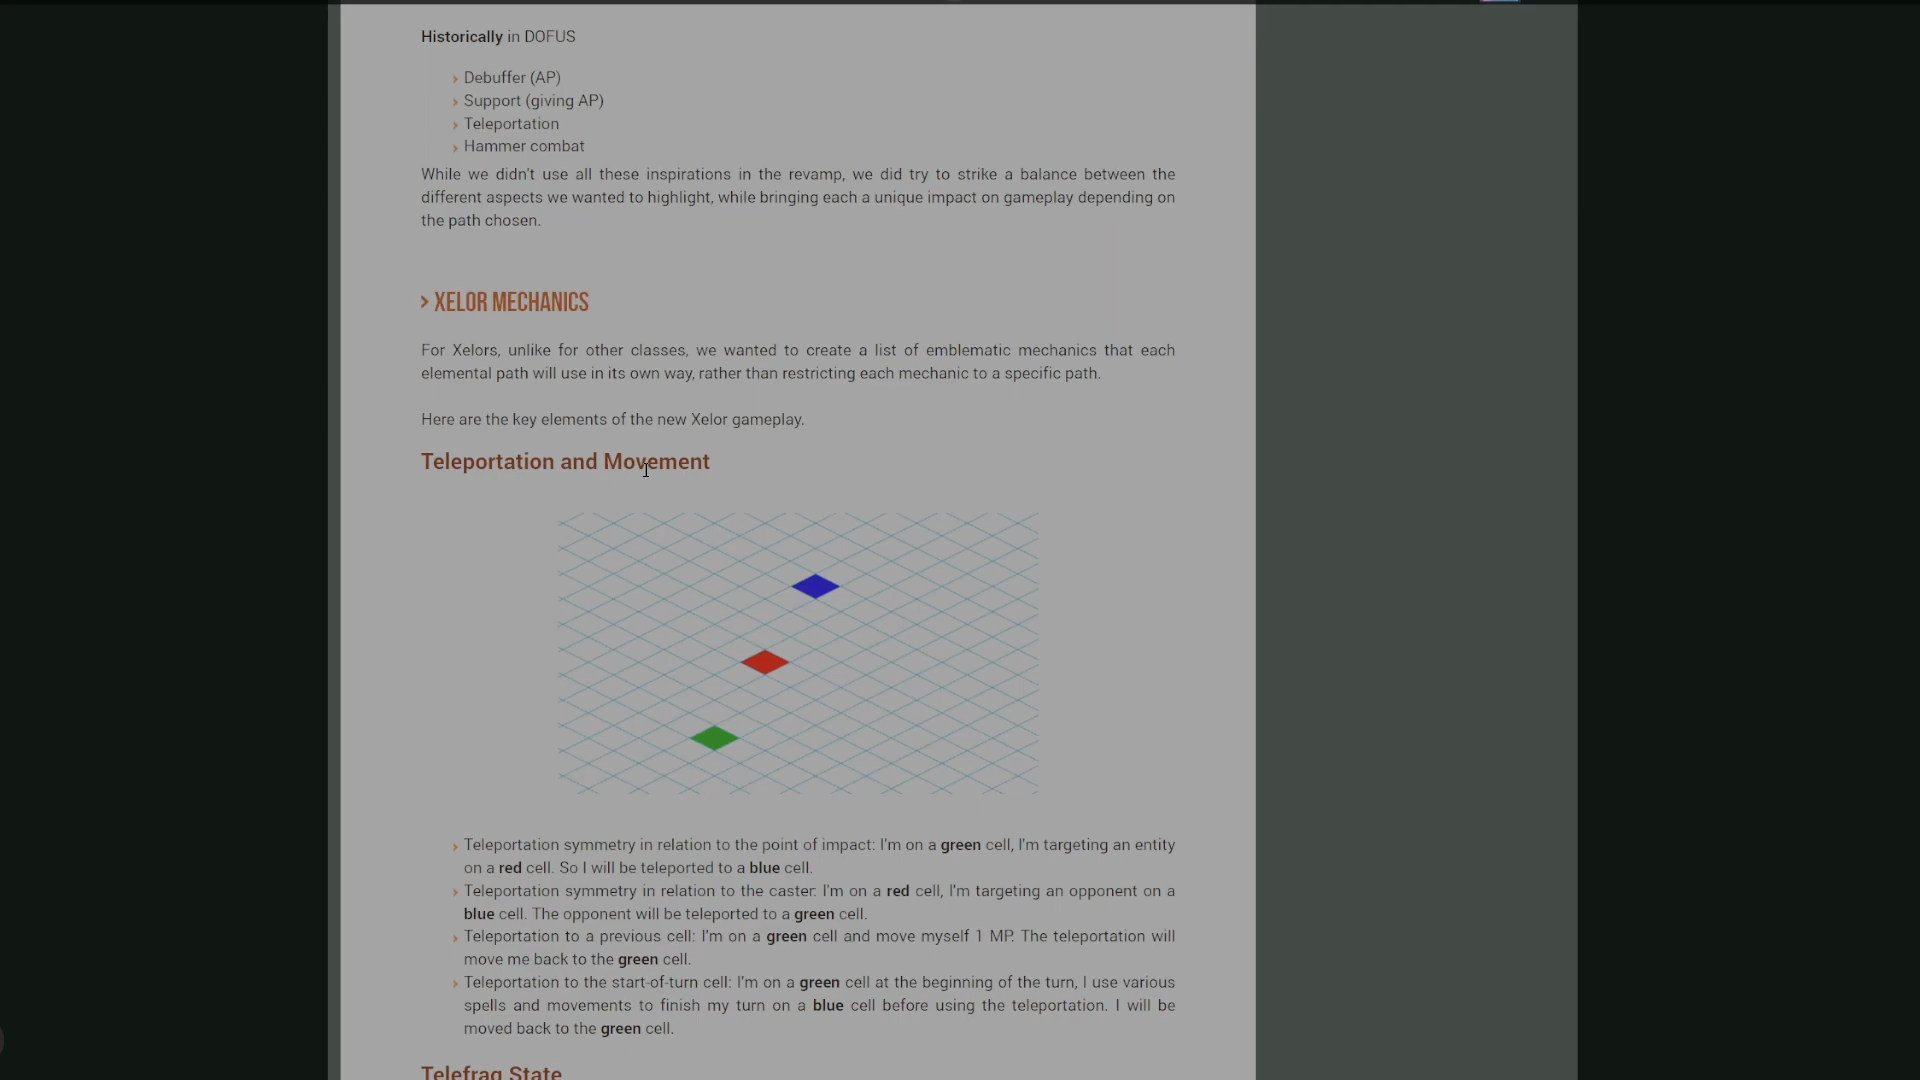 Historically in DOFUS
› Debuffer (AP)
› Support (giving AP)
› Teleportation
› Hammer combat
While we didn't use all these inspirations in the revamp, we did try to strike a balance between the
different aspects we wanted to highlight, while bringing each a unique impact on gameplay depending on
the path chosen.
› XELOR MECHANICS
For Xelors, unlike for other classes, we wanted to create a list of emblematic mechanics that each
elemental path will use in its own way, rather than restricting each mechanic to a specific path.
Here are the key elements of the new Xelor gameplay.
Teleportation and Movement
› Teleportation symmetry in relation to the point of impact: I'm on a green cell, I'm targeting an entity
on a red cell. So I will be teleported to a blue cell.
› Teleportation symmetry in relation to the caster: I'm on a red cell, I'm targeting an opponent on a
blue cell. The opponent will be teleported to a green cell.
› Teleportation to a previous cell: I'm on a green cell and move myself 1 MP. The teleportation will
move me back to the green cell.
› Teleportation to the start-of-turn cell: I'm on a green cell at the beginning of the turn, I use various
spells and movements to finish my turn on a blue cell before using the teleportation. I will be
moved back to the green cell.
Telefrag State